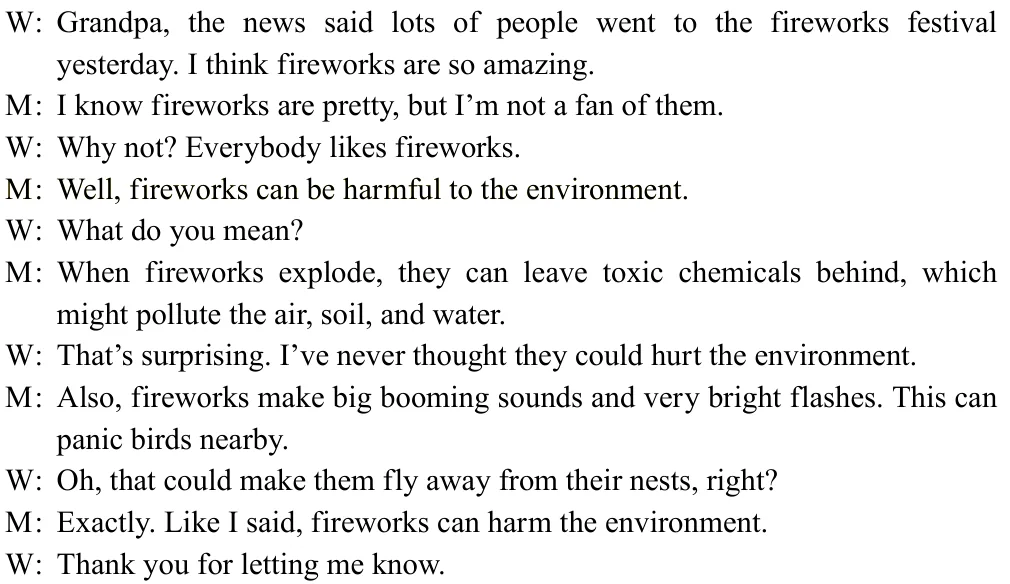 W: Grandpa, the news said lots of people went to the fireworks festival
yesterday. I think fireworks are so amazing.
M: I know fireworks are pretty, but I’m not a fan of them.
W: Why not? Everybody likes fireworks.
M: Well, fireworks can be harmful to the environment.
W: What do you mean?
M: When fireworks explode, they can leave toxic chemicals behind, which
might pollute the air, soil, and water.
W: That’s surprising. I’ve never thought they could hurt the environment.
M: Also, fireworks make big booming sounds and very bright flashes. This can
panic birds nearby.
W: Oh, that could make them fly away from their nests, right?
M: Exactly. Like I said, fireworks can harm the environment.
W: Thank you for letting me know.